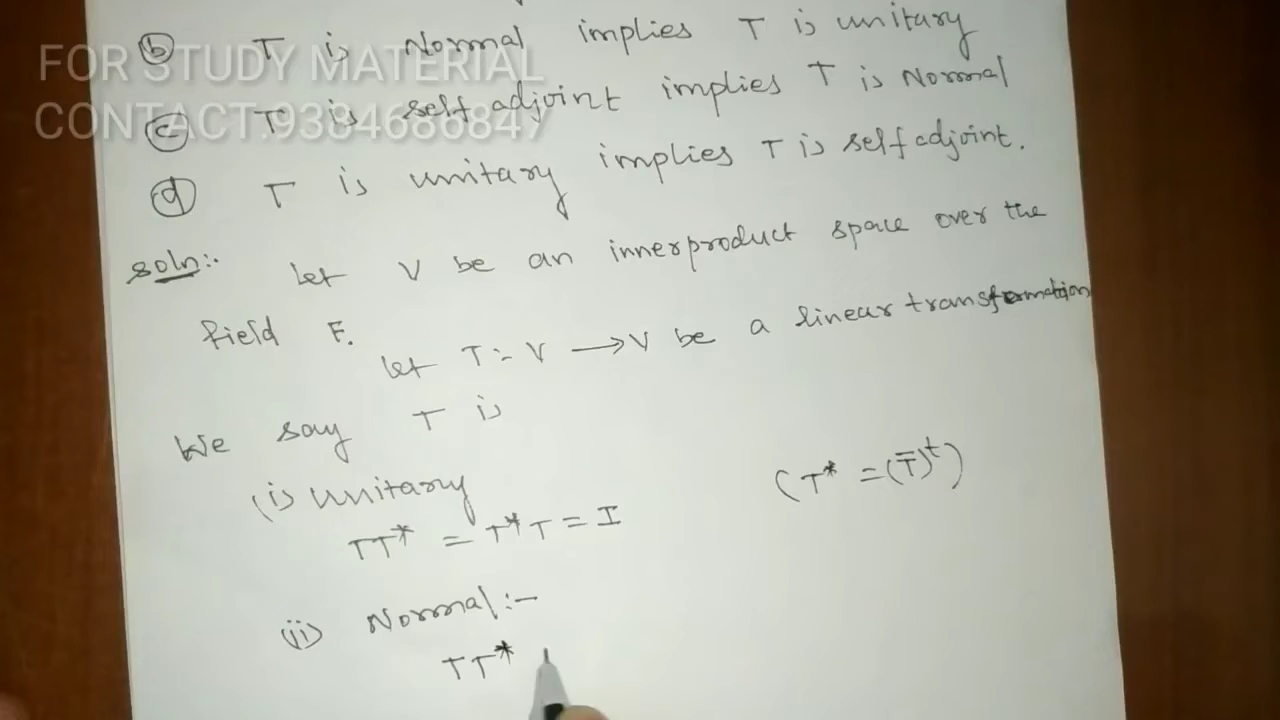 ⓑ T is Normal implies T is unitary
FOR STUDY MATERIAL
ⓒ T is self adjoint implies T is Normal
CONTACT:9384686847
ⓓ T is unitary implies T is self adjoint.
Soln:. Let V be an innerproduct space over the
field F.
Let T:- V → V be a linear transformation
We say T is
(i) unitary
(T* = (T̄)ᵗ)
TT* = T*T = I
(ii) Normal:-
TT*